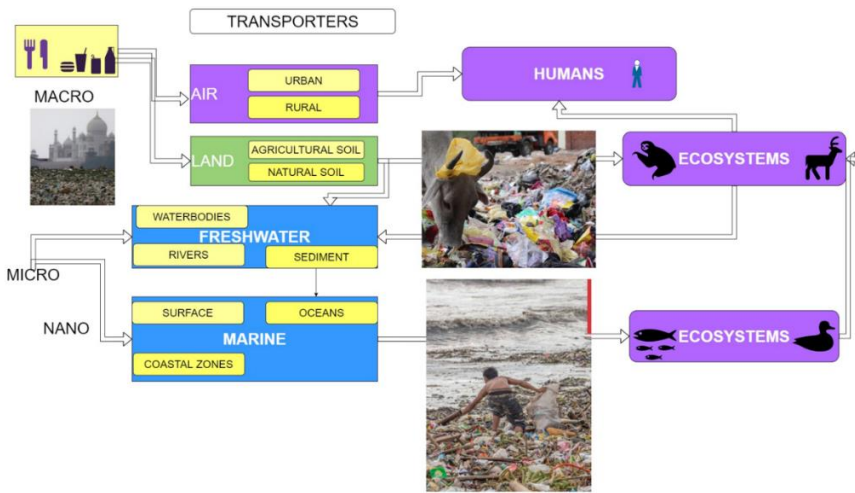 TRANSPORTERS
MACRO
AIR
URBAN
RURAL
HUMANS
LAND
AGRICULTURAL SOIL
NATURAL SOIL
ECOSYSTEMS
WATERBODIES
FRESHWATER
RIVERS
SEDIMENT
MICRO
NANO
SURFACE
OCEANS
MARINE
COASTAL ZONES
ECOSYSTEMS